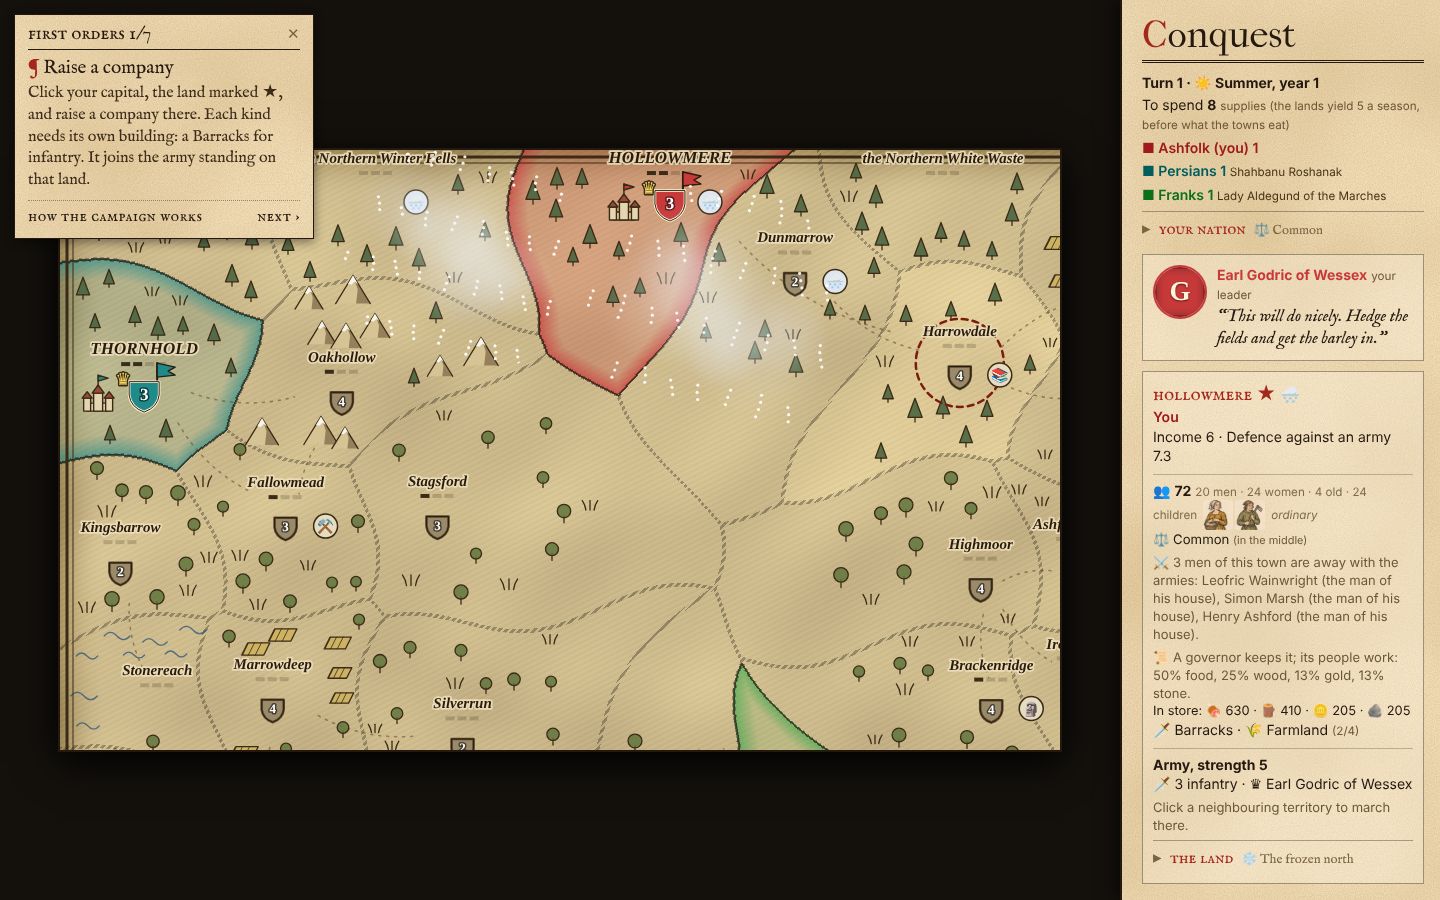 FIRST ORDERS 1/7 ×
¶ Raise a company
Click your capital, the land marked ★,
and raise a company there. Each kind
needs its own building: a Barracks for
infantry. It joins the army standing on
that land.
HOW THE CAMPAIGN WORKS NEXT ›
Northern Winter Fells
HOLLOWMERE
the Northern White Waste
3
Dunmarrow
2
Harrowdale
4
THORNHOLD
3
Oakhollow
4
Fallowmead
3
Stagsford
3
Kingsbarrow
2
Highmoor
4
Stonereach
Marrowdeep
4
Silverrun
2
Brackenridge
4
Conquest
Turn 1 · ☀️ Summer, year 1
To spend 8 supplies (the lands yield 5 a season,
before what the towns eat)
Ashfolk (you) 1
Persians 1 Shahbanu Roshanak
Franks 1 Lady Aldegund of the Marches
▶ YOUR NATION ⚖️ Common
G
Earl Godric of Wessex your
leader
“This will do nicely. Hedge the
fields and get the barley in.”
HOLLOWMERE ★ 🌨️
You
Income 6 · Defence against an army
7.3
👥 72 20 men · 24 women · 4 old · 24
children ordinary
⚖️ Common (in the middle)
⚔️ 3 men of this town are away with the
armies: Leofric Wainwright (the man of
his house), Simon Marsh (the man of his
house), Henry Ashford (the man of his
house).
📜 A governor keeps it; its people work:
50% food, 25% wood, 13% gold, 13%
stone.
In store: 🍖 630 · 🪵 410 · 🪙 205 · 🪨 205
🗡️ Barracks · 🌾 Farmland (2/4)
Army, strength 5
🗡️ 3 infantry · ♛ Earl Godric of Wessex
Click a neighbouring territory to march
there.
▶ THE LAND ❄️ The frozen north